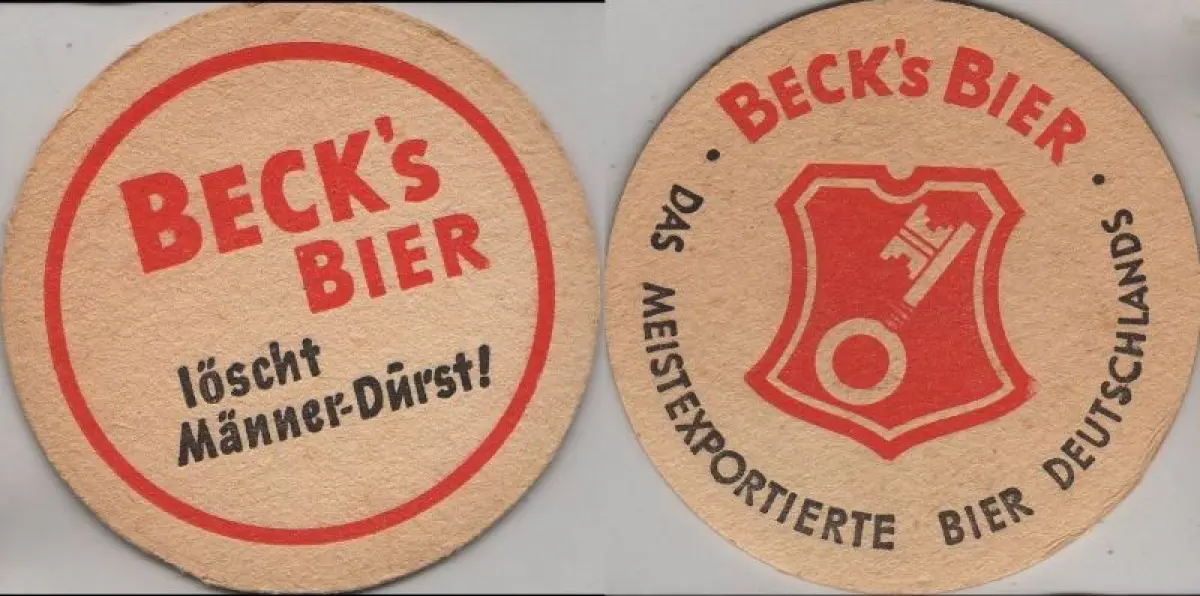 BECK's
BIER
löscht
Männer-Durst!
BECK's BIER
· DAS MEISTEXPORTIERTE BIER DEUTSCHLANDS ·